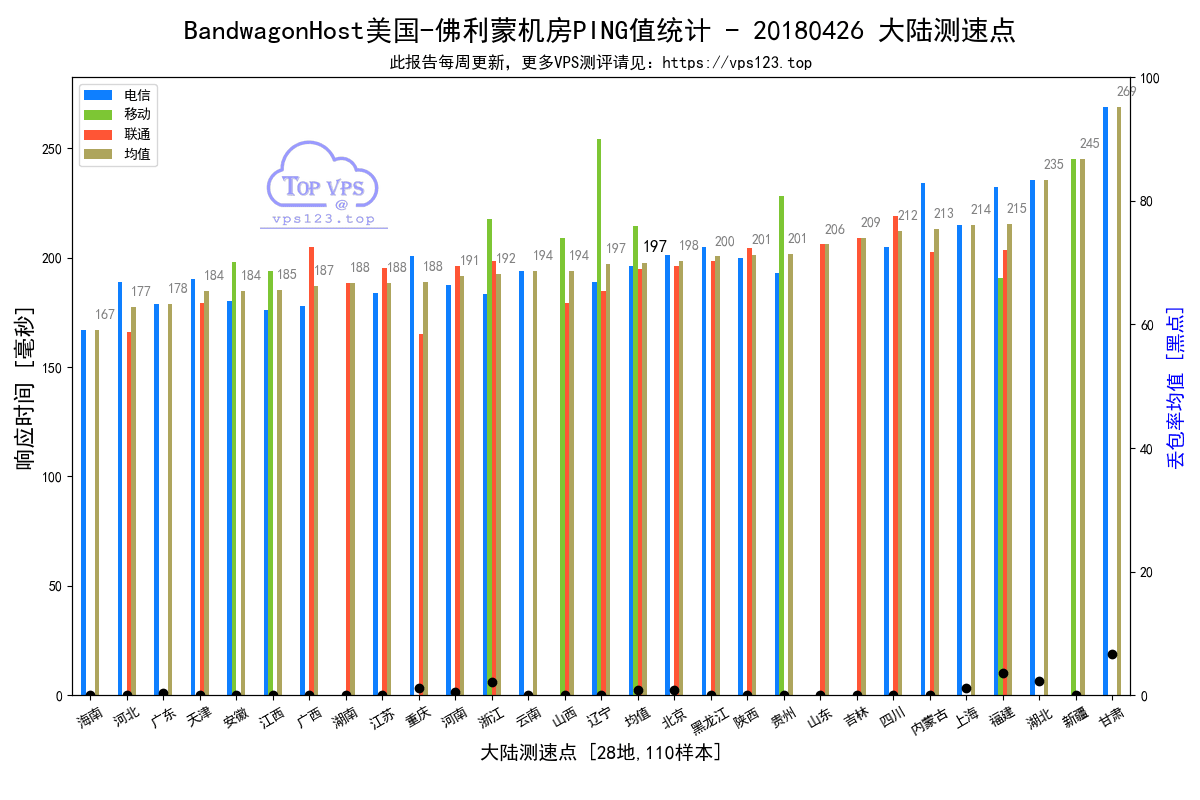 BandwagonHost美国-佛利蒙机房PING值统计 - 20180426 大陆测速点
此报告每周更新，更多VPS测评请见：https://vps123.top
电信
移动
联通
均值
TOP VPS
@
vps123.top
响应时间 [毫秒]
丢包率均值 [黑点]
250
200
150
100
50
0
100
80
60
40
20
0
167
177
178
184
184
185
187
188
188
188
191
192
194
194
197
197
198
200
201
201
206
209
212
213
214
215
235
245
269
海南
河北
广东
天津
安徽
江西
广西
湖南
江苏
重庆
河南
浙江
云南
山西
辽宁
均值
北京
黑龙江
陕西
贵州
山东
吉林
四川
内蒙古
上海
福建
湖北
新疆
甘肃
大陆测速点 [28地,110样本]